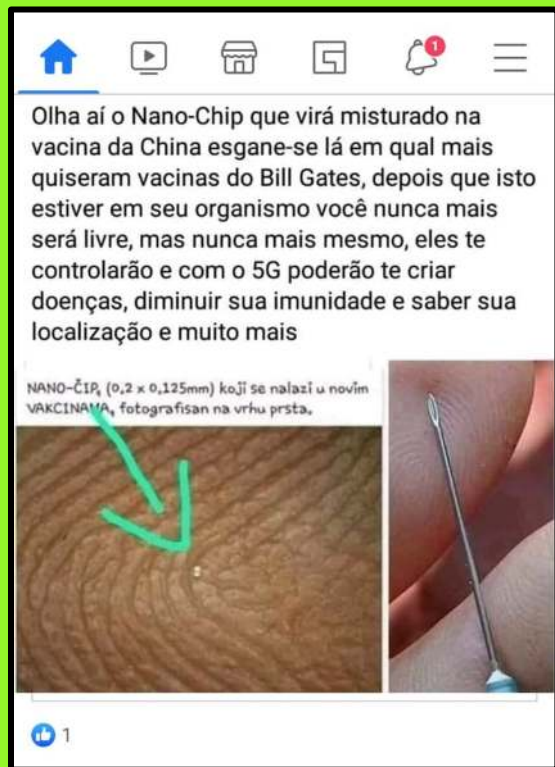 1
Olha aí o Nano-Chip que virá misturado na
vacina da China esgane-se lá em qual mais
quiseram vacinas do Bill Gates, depois que isto
estiver em seu organismo você nunca mais
será livre, mas nunca mais mesmo, eles te
controlarão e com o 5G poderão te criar
doenças, diminuir sua imunidade e saber sua
localização e muito mais
NANO-ČIP, (0,2 x 0,125mm) koji se nalazi u novim
VAKCINAMA, fotografisan na vrhu prsta.
1